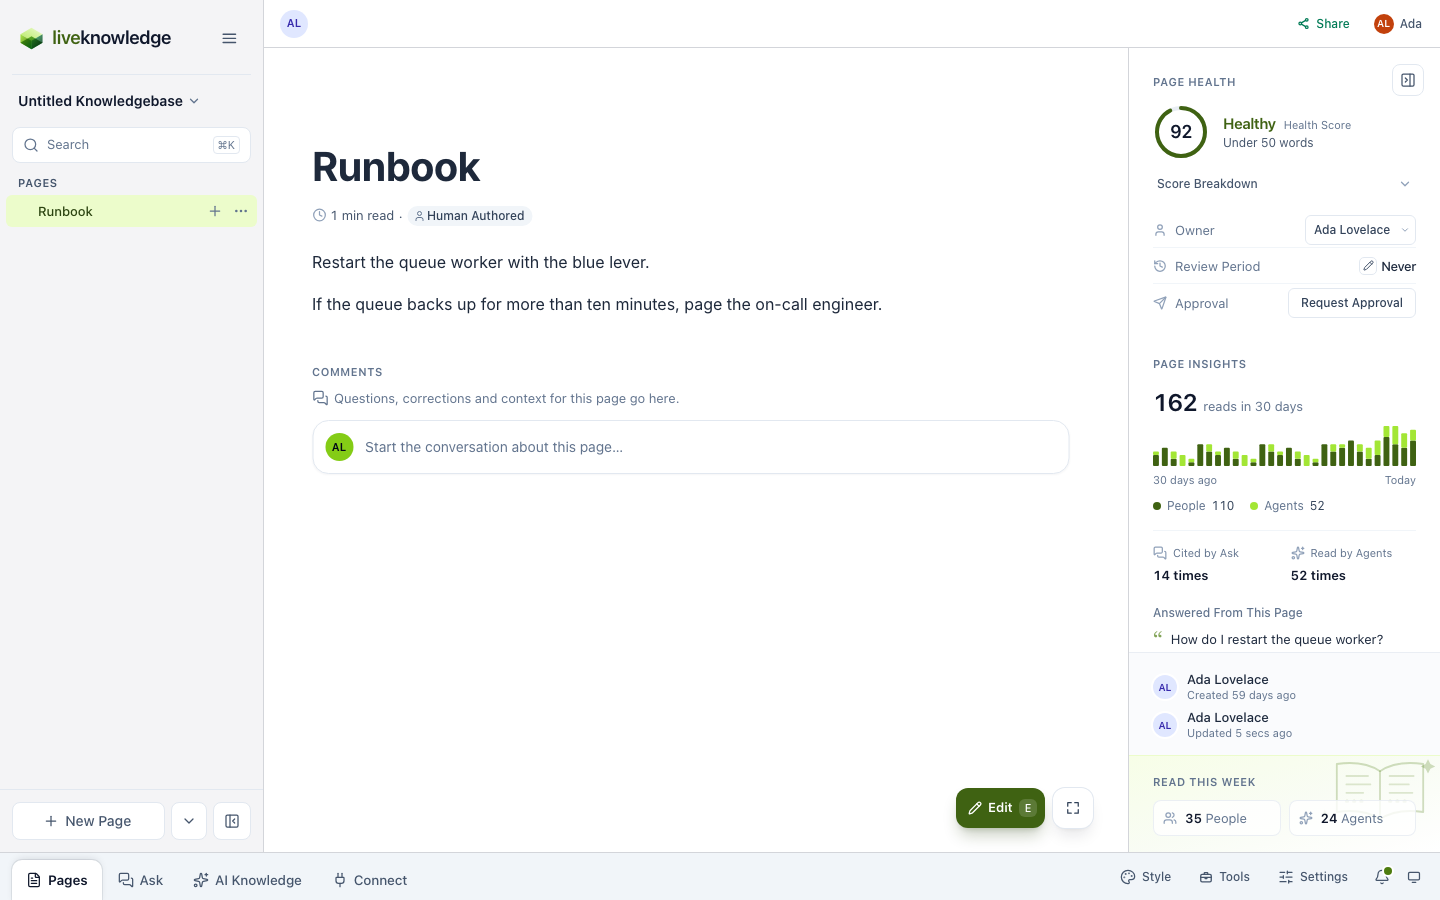 liveknowledge
AL
Share
AL Ada
Untitled Knowledgebase
Search ⌘K
PAGES
Runbook
Runbook
1 min read · Human Authored
Restart the queue worker with the blue lever.
If the queue backs up for more than ten minutes, page the on-call engineer.
COMMENTS
Questions, corrections and context for this page go here.
AL Start the conversation about this page...
Edit E
PAGE HEALTH
92
Healthy Health Score
Under 50 words
Score Breakdown
Owner Ada Lovelace
Review Period Never
Approval Request Approval
PAGE INSIGHTS
162 reads in 30 days
30 days ago Today
People 110 Agents 52
Cited by Ask Read by Agents
14 times 52 times
Answered From This Page
“ How do I restart the queue worker?
AL Ada Lovelace
Created 59 days ago
AL Ada Lovelace
Updated 5 secs ago
READ THIS WEEK
35 People 24 Agents
New Page
Pages Ask AI Knowledge Connect
Style Tools Settings